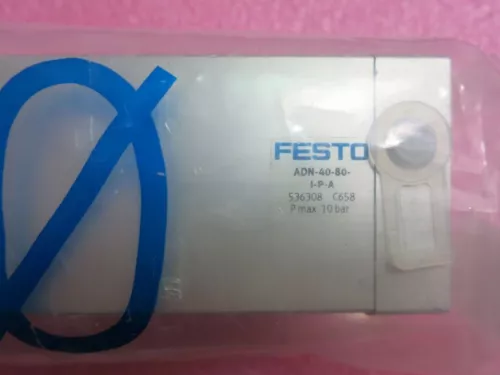 FESTO
ADN-40-80-
I-P-A
536308 C658
P max 10 bar